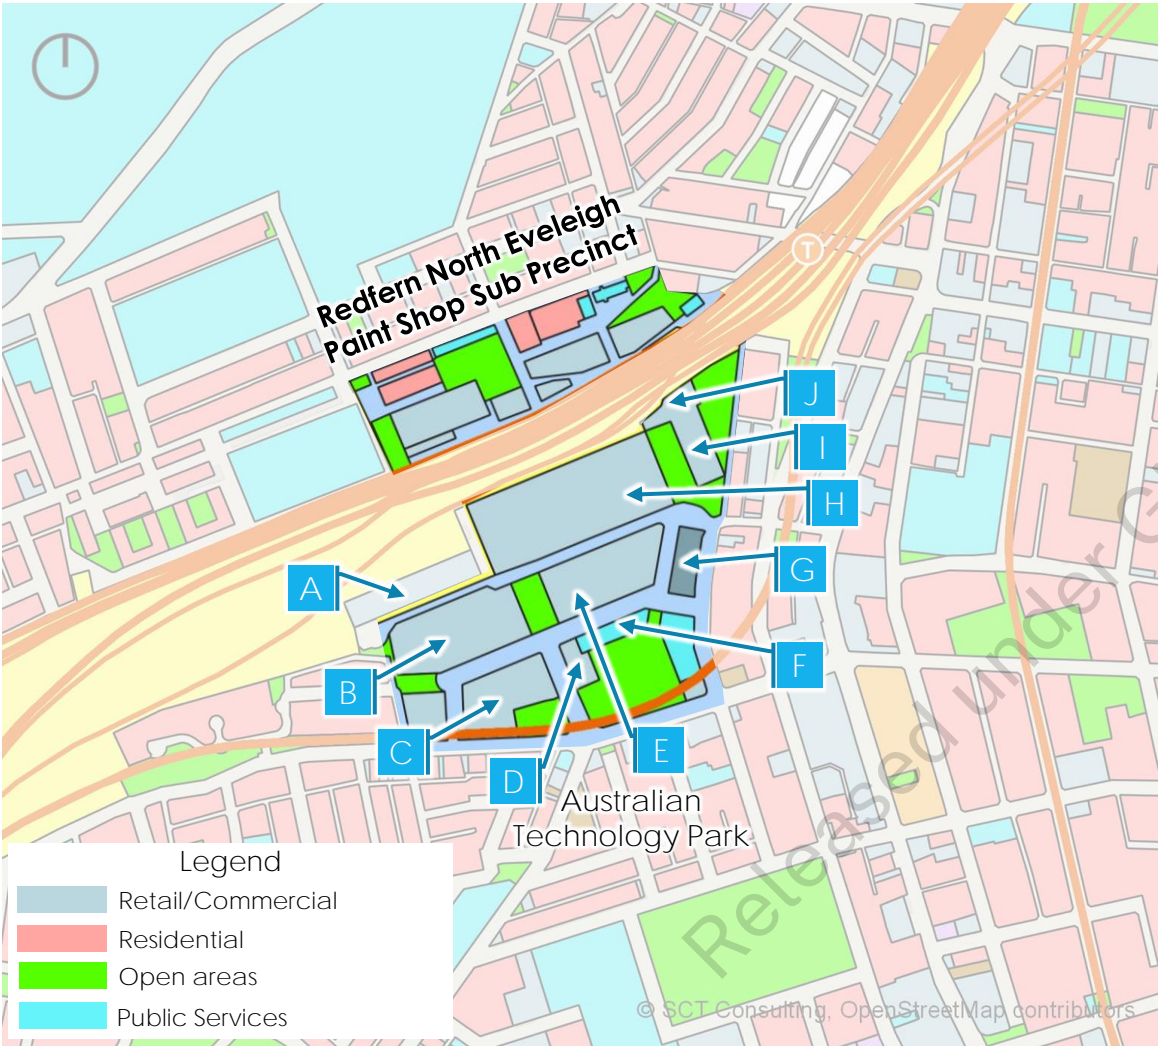 Redfern North Eveleigh
Paint Shop Sub Precinct
T
J
I
H
G
A
F
B
E
C
D
Australian
Technology Park
Legend
Retail/Commercial
Residential
Open areas
Public Services
Released under G
© SCT Consulting, OpenStreetMap contributors